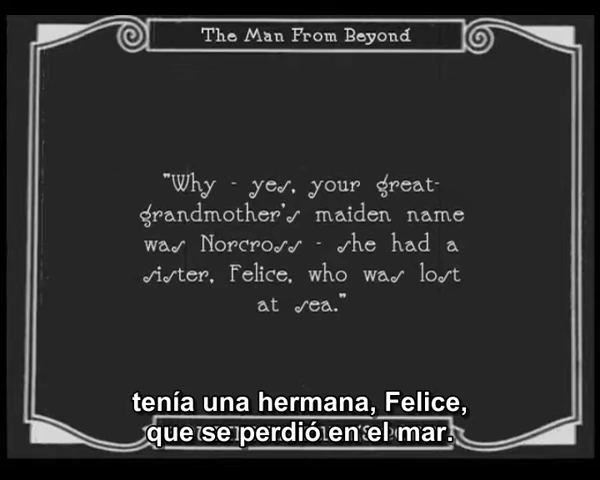 The Man From Beyond
"Why - yes, your great-
grandmother's maiden name
was Norcross - she had a
sister, Felice, who was lost
at sea."
tenía una hermana, Felice,
que se perdió en el mar.